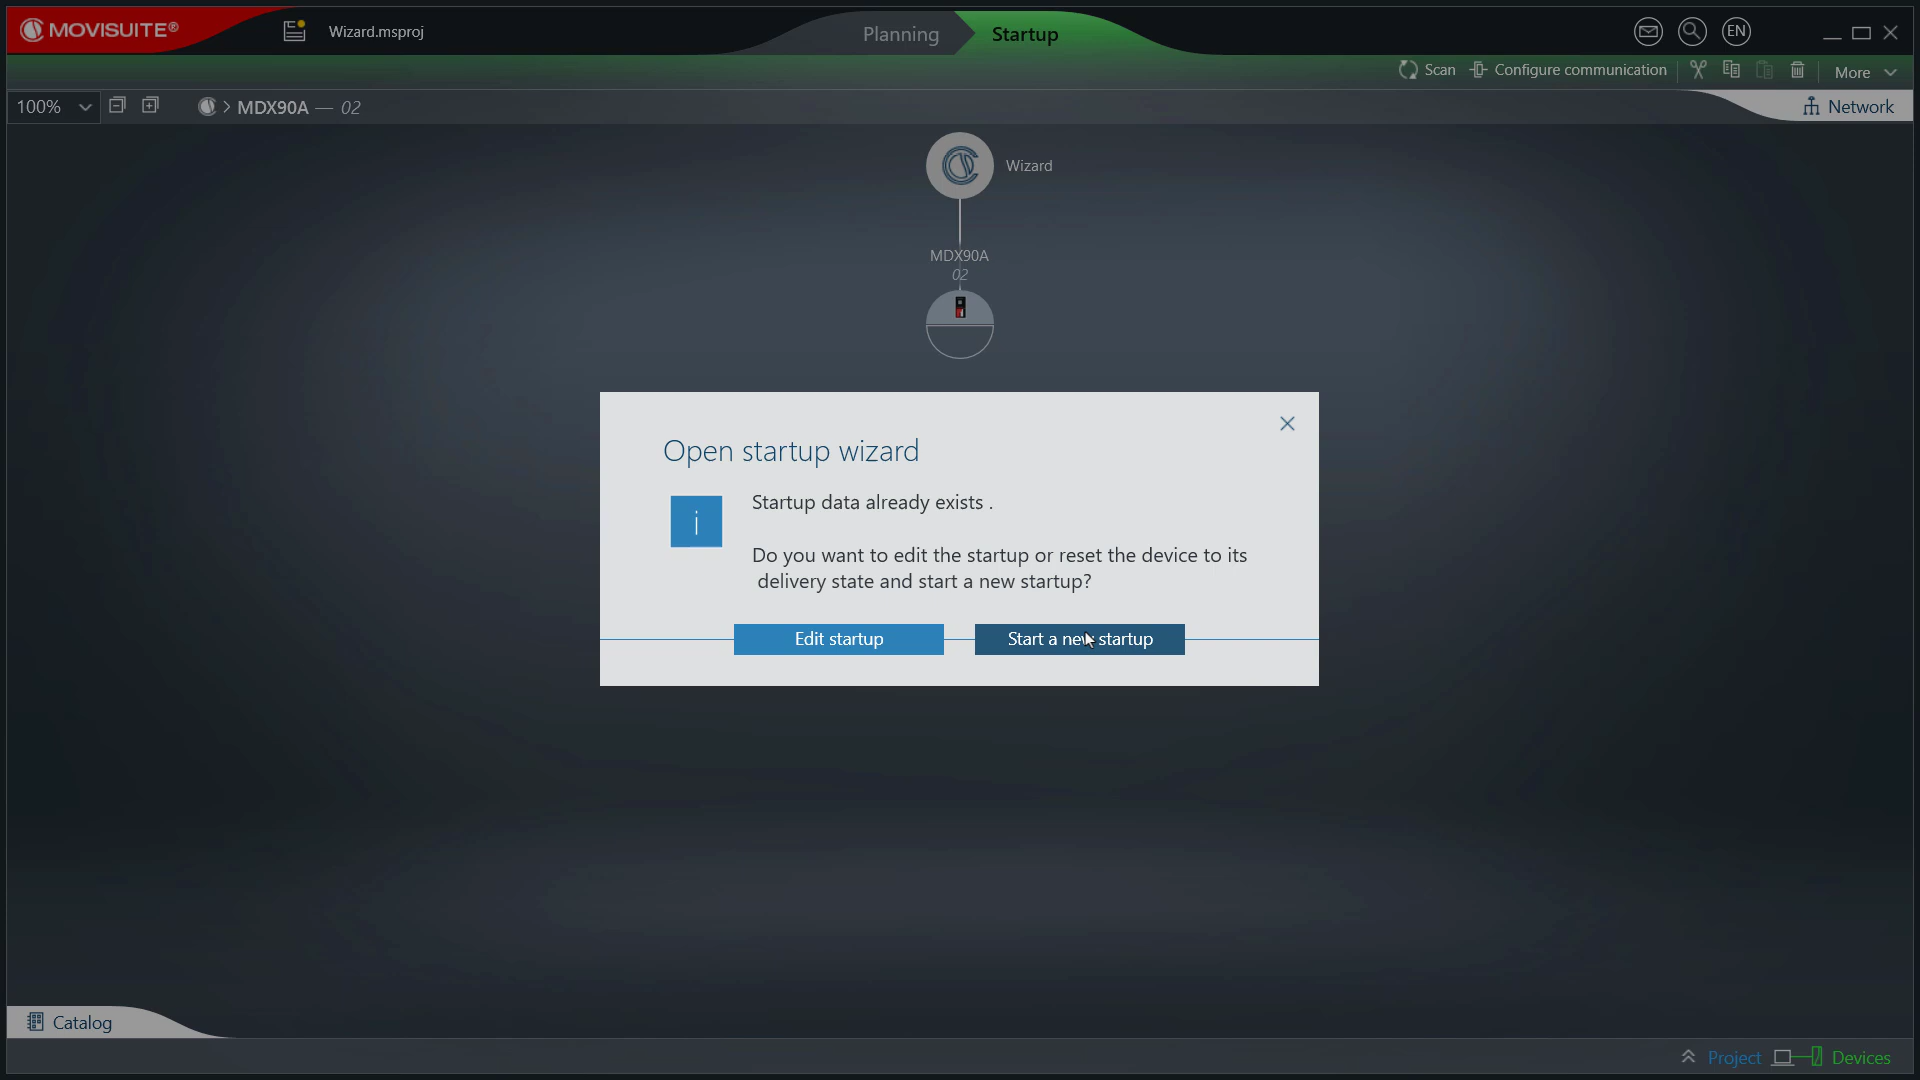 MOVISUITE®
Wizard.msproj
Planning
Startup
EN
Scan
Configure communication
More
100%
> MDX90A — 02
Network
Wizard
MDX90A
02
Open startup wizard
i
Startup data already exists .
Do you want to edit the startup or reset the device to its
delivery state and start a new startup?
Edit startup
Start a new startup
Catalog
Project
Devices